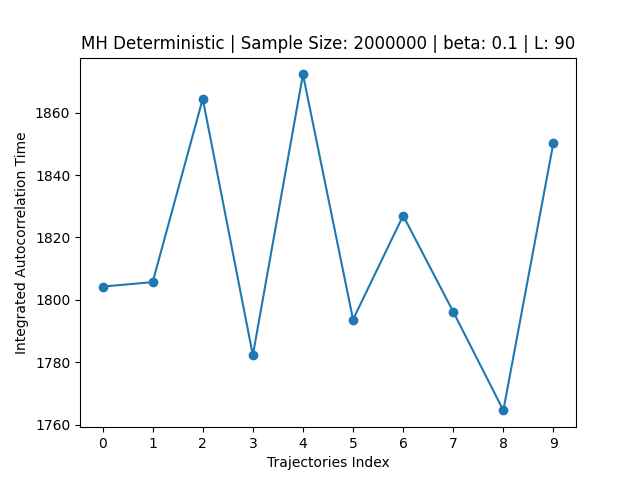 MH Deterministic | Sample Size: 2000000 | beta: 0.1 | L: 90
Integrated Autocorrelation Time
1860
1840
1820
1800
1780
1760
0 1 2 3 4 5 6 7 8 9
Trajectories Index